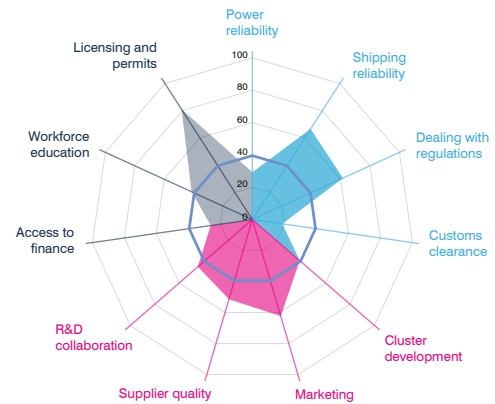 Power
reliability
Licensing and
permits
100
Shipping
reliability
80
60
Workforce
education
Dealing with
regulations
40
20
0
Access to
finance
Customs
clearance
R&D
collaboration
Cluster
development
Supplier quality
Marketing